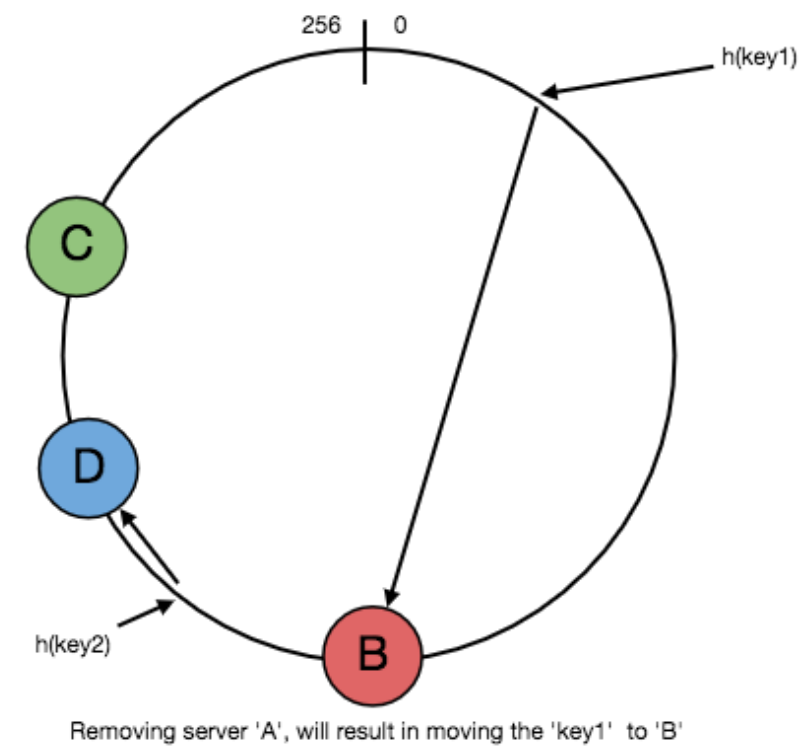 256 0
h(key1)
C
D
h(key2)
B
Removing server 'A', will result in moving the 'key1' to 'B'